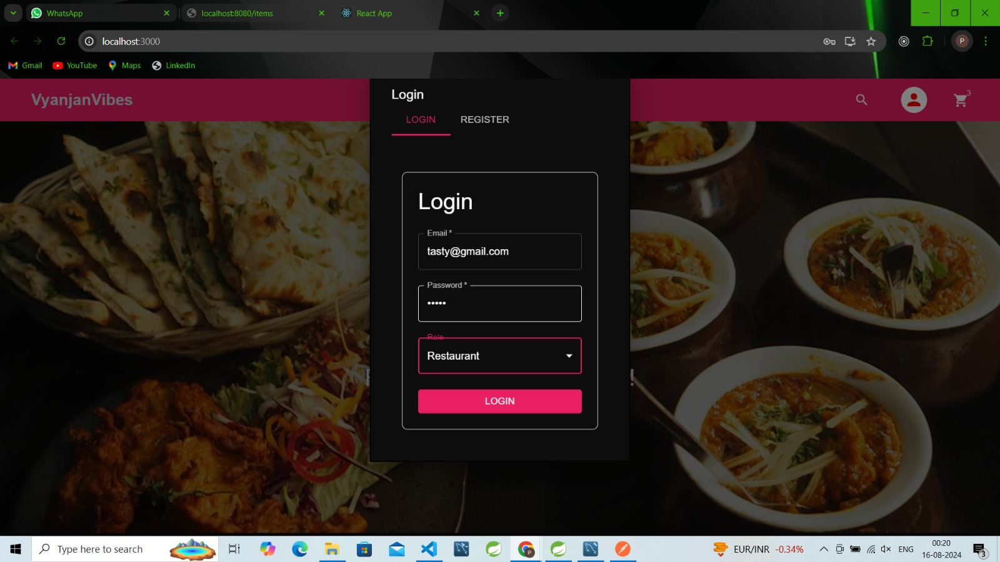 WhatsApp
localhost:8080/items
React App
localhost:3000
P
Gmail
YouTube
Maps
LinkedIn
VyanjanVibes
3
Login
LOGIN
REGISTER
Login
Email *
tasty@gmail.com
Password *
•••••
Role
Restaurant
LOGIN
!
Type here to search
P
EUR/INR -0.34%
ENG
00:20
16-08-2024
3